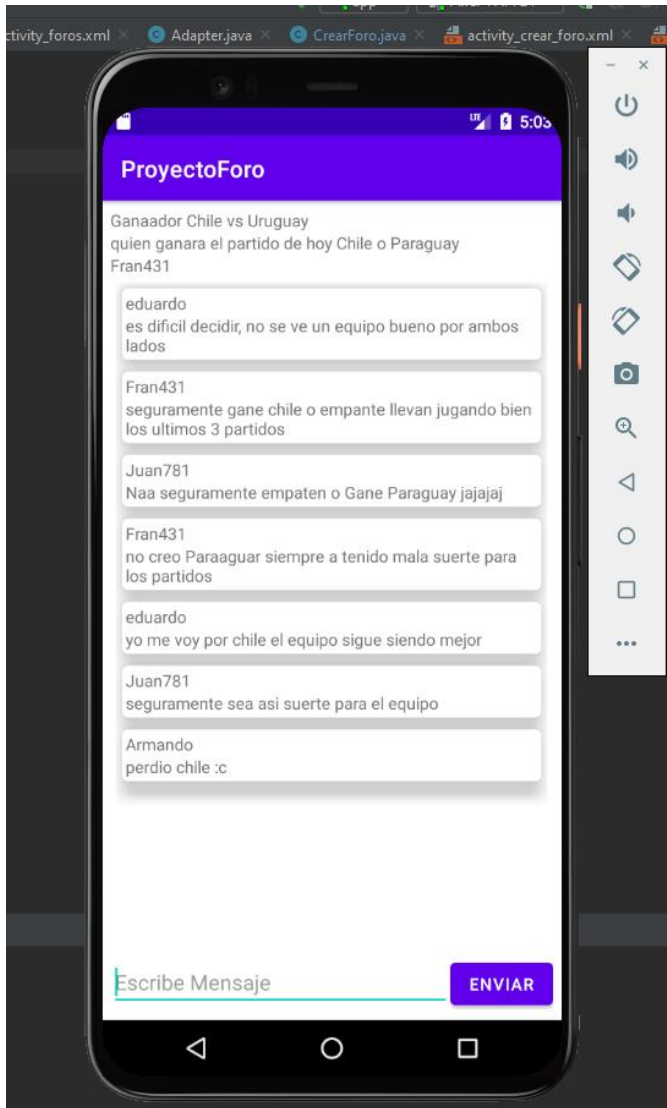 ctivity_foros.xml Adapter.java CrearForo.java activity_crear_foro.xml
LTE 5:03
ProyectoForo
Ganaador Chile vs Uruguay
quien ganara el partido de hoy Chile o Paraguay
Fran431
eduardo
es dificil decidir, no se ve un equipo bueno por ambos
lados
Fran431
seguramente gane chile o empante llevan jugando bien
los ultimos 3 partidos
Juan781
Naa seguramente empaten o Gane Paraguay jajajaj
Fran431
no creo Paraaguar siempre a tenido mala suerte para
los partidos
eduardo
yo me voy por chile el equipo sigue siendo mejor
Juan781
seguramente sea asi suerte para el equipo
Armando
perdio chile :c
Escribe Mensaje
ENVIAR